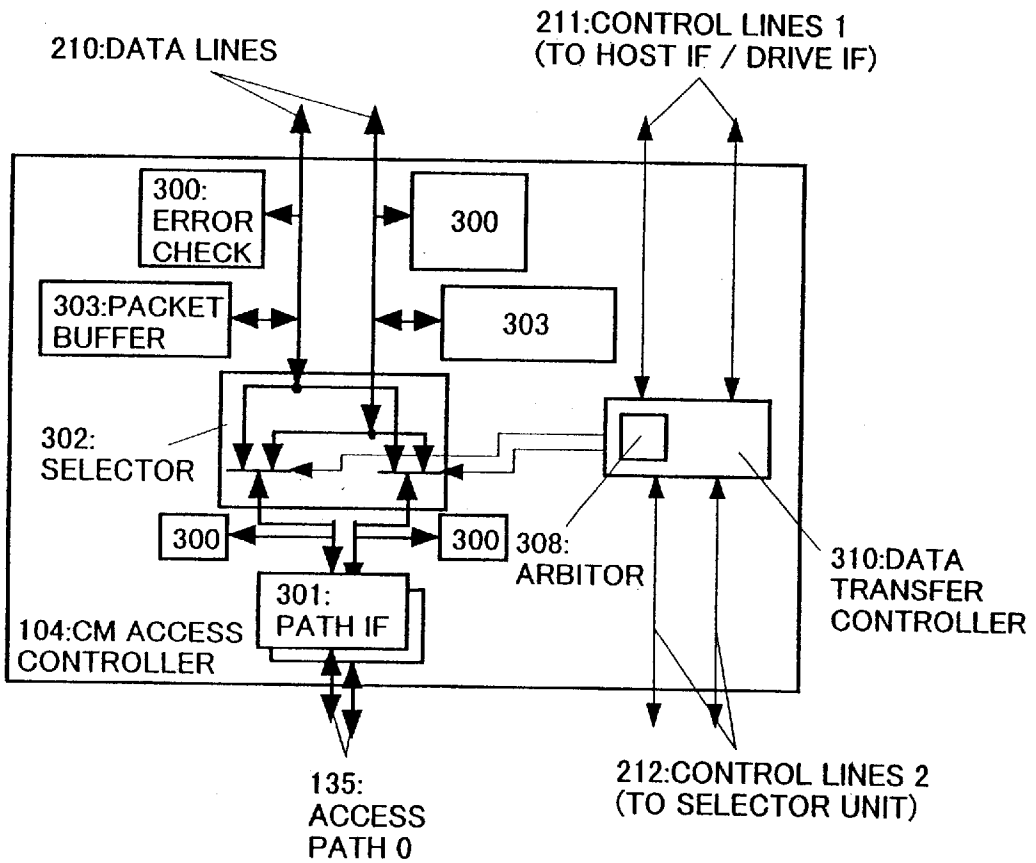 210:DATA LINES
211:CONTROL LINES 1
(TO HOST IF / DRIVE IF)
300:
ERROR
CHECK
300
303:PACKET
BUFFER
303
302:
SELECTOR
300
300
308:
ARBITOR
310:DATA
TRANSFER
CONTROLLER
301:
PATH IF
104:CM ACCESS
CONTROLLER
135:
ACCESS
PATH 0
212:CONTROL LINES 2
(TO SELECTOR UNIT)